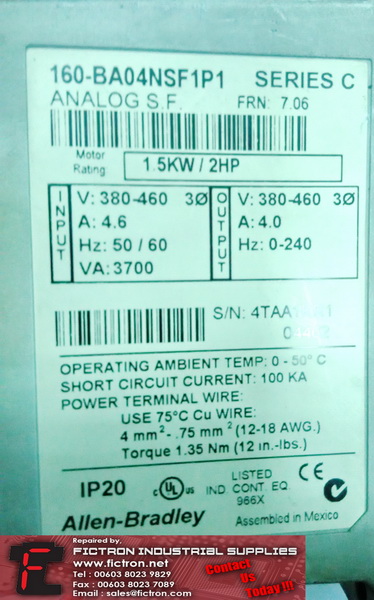 160-BA04NSF1P1 SERIES C
ANALOG S.F. FRN: 7.06
Motor Rating 1.5KW / 2HP
INPUT
V: 380-460 3Ø
A: 4.6
Hz: 50 / 60
VA: 3700
OUTPUT
V: 380-460 3Ø
A: 4.0
Hz: 0-240
S/N:
OPERATING AMBIENT TEMP: 0 - 50° C
SHORT CIRCUIT CURRENT: 100 KA
POWER TERMINAL WIRE:
USE 75°C Cu WIRE:
4 mm²- .75 mm² (12-18 AWG.)
Torque 1.35 Nm (12 in.-lbs.)
IP20
c UL us
LISTED
IND. CONT. EQ.
966X
CE
Allen-Bradley
Assembled in Mexico
Repaired by,
FICTRON INDUSTRIAL SUPPLIES
www.fictron.net
Tel : 00603 8023 9829
Fax : 00603 8023 7089
Email : sales@fictron.com
Contact
Us
Today !!!